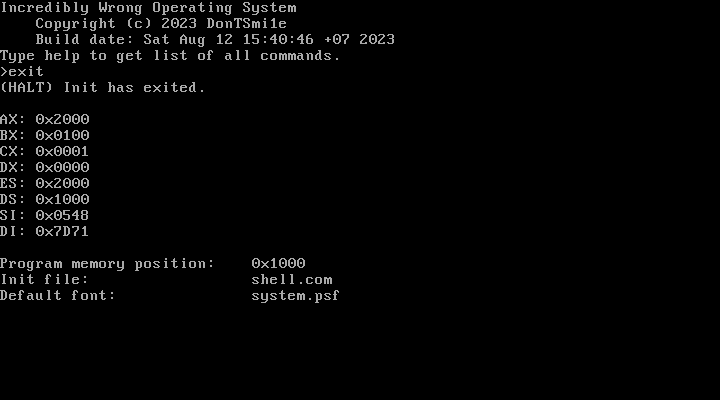 Incredibly Wrong Operating System
Copyright (c) 2023 DonTSmi1e
Build date: Sat Aug 12 15:40:46 +07 2023
Type help to get list of all commands.
>exit
(HALT) Init has exited.
AX: 0x2000
BX: 0x0100
CX: 0x0001
DX: 0x0000
ES: 0x2000
DS: 0x1000
SI: 0x0548
DI: 0x7D71
Program memory position: 0x1000
Init file: shell.com
Default font: system.psf